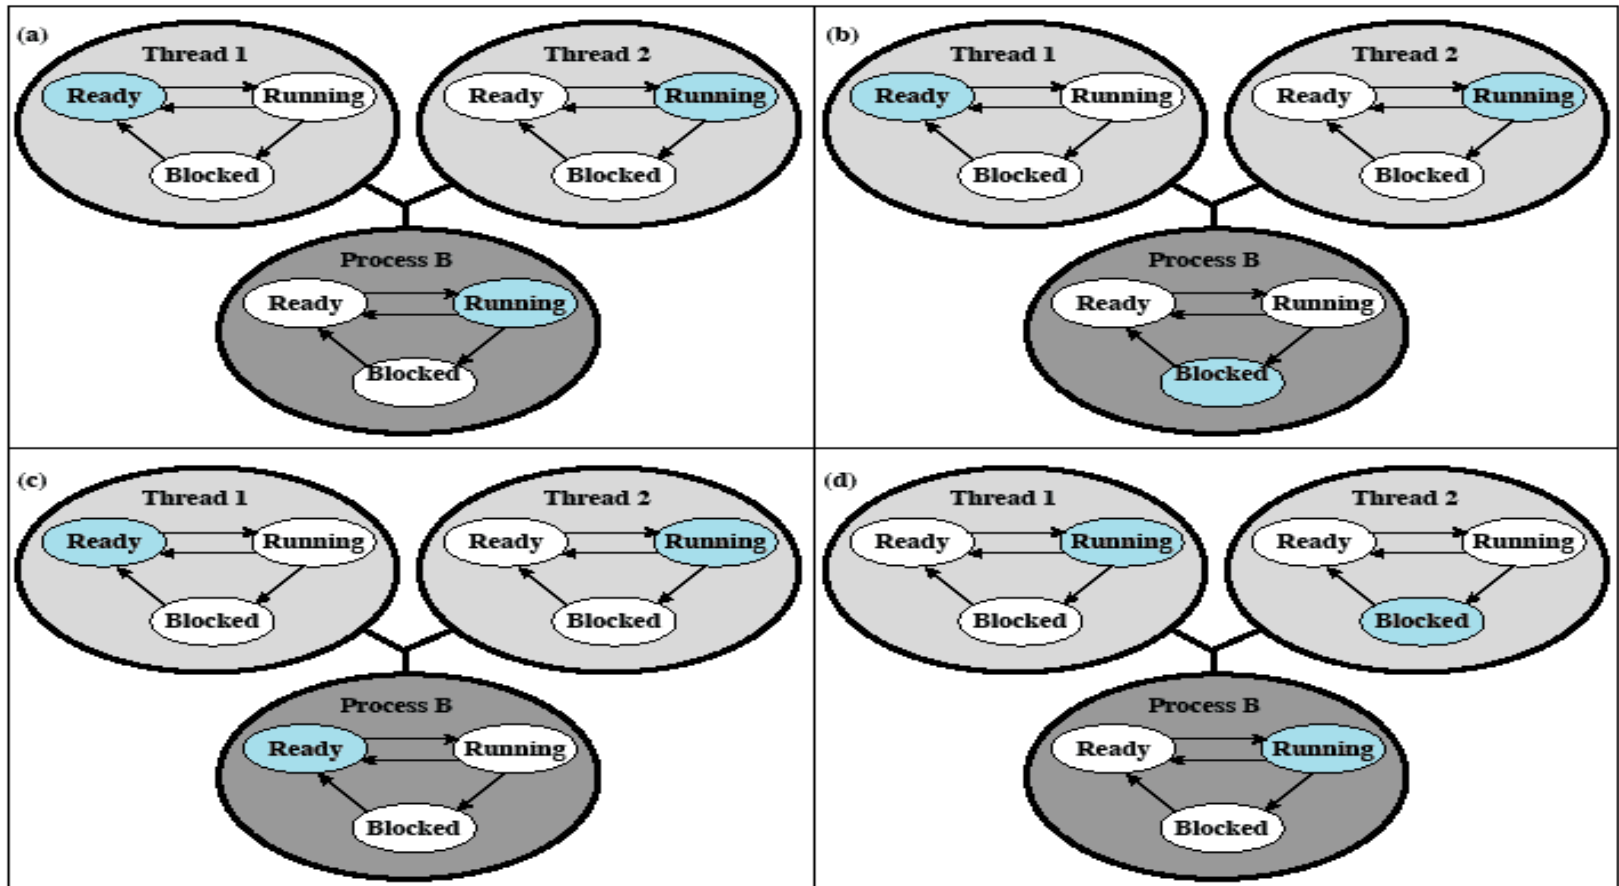 (a)
Thread 1
Ready
Running
Blocked
Thread 2
Ready
Running
Blocked
Process B
Ready
Running
Blocked
(b)
Thread 1
Ready
Running
Blocked
Thread 2
Ready
Running
Blocked
Process B
Ready
Running
Blocked
(c)
Thread 1
Ready
Running
Blocked
Thread 2
Ready
Running
Blocked
Process B
Ready
Running
Blocked
(d)
Thread 1
Ready
Running
Blocked
Thread 2
Ready
Running
Blocked
Process B
Ready
Running
Blocked